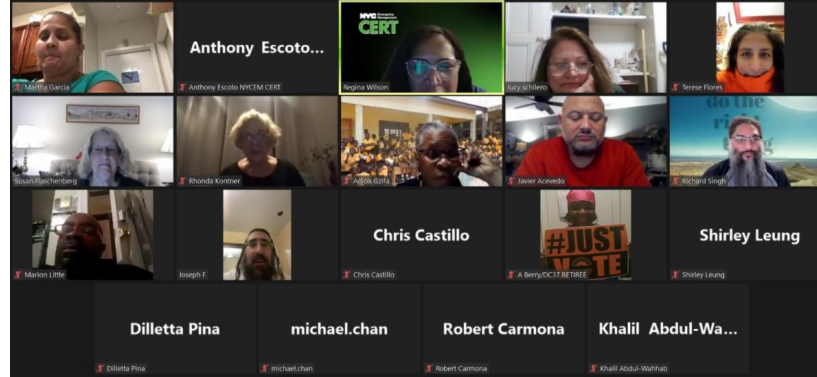 Martha Garcia
Anthony Escoto...
Anthony Escoto NYCEM CERT
NYC Emergency Management
CERT
Regina Wilson
lucy schilero
Terese Flores
Susan Haschenberg
Rhonda Kontner
Adjoa Gzifa
Javier Acevedo
do the
right
thing
Richard Singh
Marion Little
Joseph F
Chris Castillo
Chris Castillo
#JUST
VOTE
A Berry/DC37 RETIREE
Shirley Leung
Shirley Leung
Dilletta Pina
Dilletta Pina
michael.chan
michael.chan
Robert Carmona
Robert Carmona
Khalil Abdul-Wa...
Khalil Abdul-Wahhab